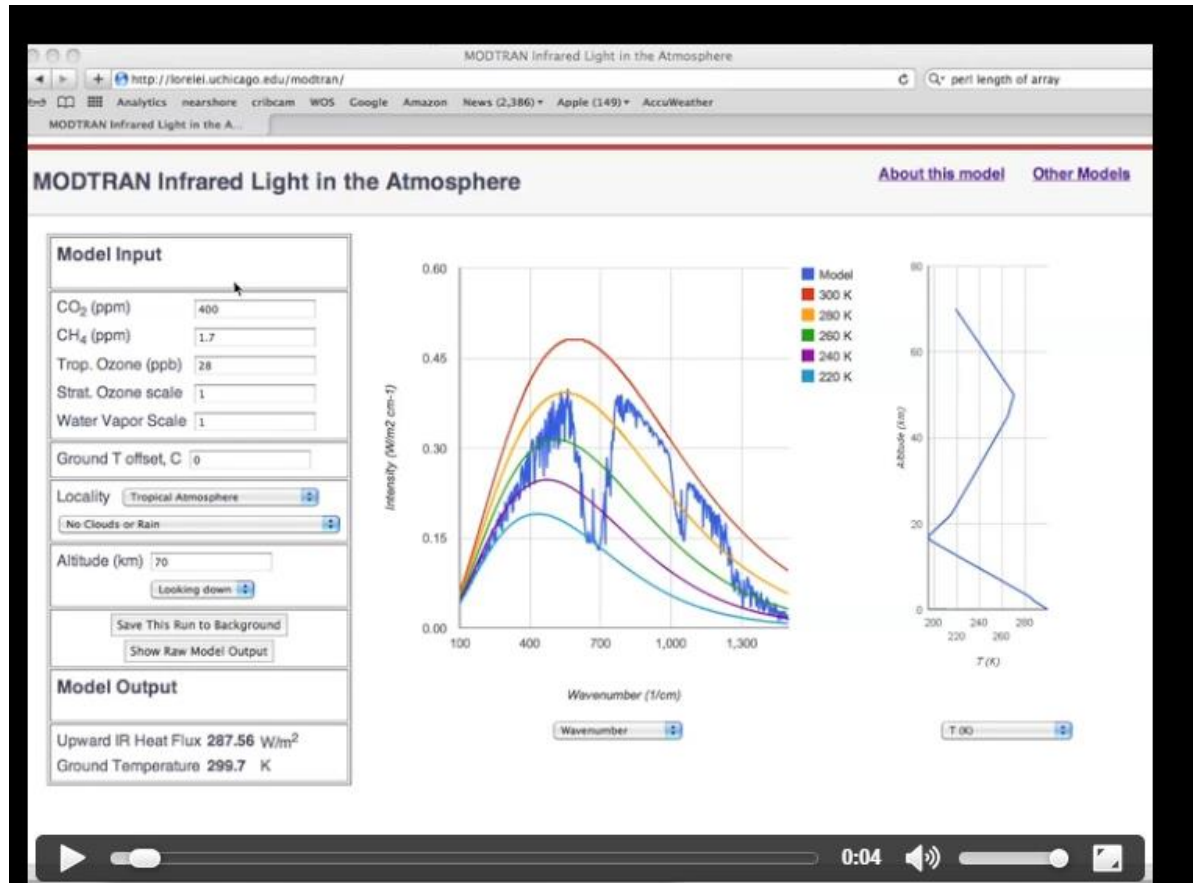 MODTRAN Infrared Light in the Atmosphere
http://lorelei.uchicago.edu/modtran/
perl length of array
Analytics nearshore cribcam WOS Google Amazon News (2,386) Apple (149) AccuWeather
MODTRAN Infrared Light in the A...
MODTRAN Infrared Light in the Atmosphere
About this model Other Models
Model Input
CO2 (ppm) 400
CH4 (ppm) 1.7
Trop. Ozone (ppb) 28
Strat. Ozone scale 1
Water Vapor Scale 1
Ground T offset, C 0
Locality Tropical Atmosphere
No Clouds or Rain
Altitude (km) 70
Looking down
Save This Run to Background
Show Raw Model Output
Model Output
Upward IR Heat Flux 287.56 W/m2
Ground Temperature 299.7 K
Intensity (W/m2 cm-1)
0.60
0.45
0.30
0.15
0.00
100 400 700 1,000 1,300
Wavenumber (1/cm)
Wavenumber
Model
300 K
280 K
260 K
240 K
220 K
Altitude (Km)
80
60
40
20
0
200 240 280
220 260
T (K)
T (K)
0:04